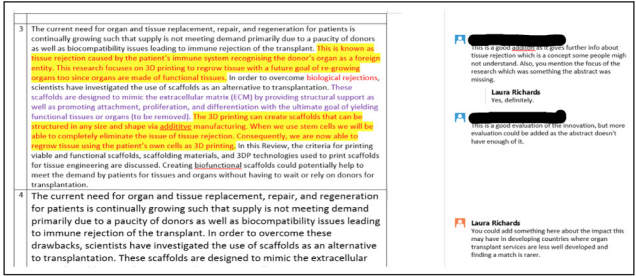 3
The current need for organ and tissue replacement, repair, and regeneration for patients is
continually growing such that supply is not meeting demand primarily due to a paucity of donors
as well as biocompatibility issues leading to immune rejection of the transplant. This is known as
tissue rejection caused by the patient's immune system recognising the donor's organ as a foreign
entity. This research focuses on 3D printing to regrow tissue with a future goal of re-growing
organs too since organs are made of functional tissues. In order to overcome biological rejections,
scientists have investigated the use of scaffolds as an alternative to transplantation. These
scaffolds are designed to mimic the extracellular matrix (ECM) by providing structural support as
well as promoting attachment, proliferation, and differentiation with the ultimate goal of yielding
functional tissues or organs (to be removed). The 3D printing can create scaffolds that can be
structured in any size and shape via addititve manufacturing. When we use stem cells we will be
able to completely eliminate the issue of tissue rejection. Consequently, we are now able to
regrow tissue using the patient's own cells as 3D printing. In this Review, the criteria for printing
viable and functional scaffolds, scaffolding materials, and 3DP technologies used to print scaffolds
for tissue engineering are discussed. Creating biofunctional scaffolds could potentially help to
meet the demand by patients for tissues and organs without having to wait or rely on donors for
transplantation.
4
The current need for organ and tissue replacement, repair, and regeneration
for patients is continually growing such that supply is not meeting demand
primarily due to a paucity of donors as well as biocompatibility issues leading
to immune rejection of the transplant. In order to overcome these
drawbacks, scientists have investigated the use of scaffolds as an alternative
to transplantation. These scaffolds are designed to mimic the extracellular
This is a good additon as it gives further info about
tissue rejection which is a concept some people migh
not understand. Also, you mention the focus of the
research which was something the abstract was
missing.
Laura Richards
Yes, definitely.
This is a good evaluation of the innovation, but more
evaluation could be added as the abstract doesn't
have enough of it.
Laura Richards
You could add something here about the impact this
may have in developing countries where organ
transplant services are less well developed and
finding a match is rarer.